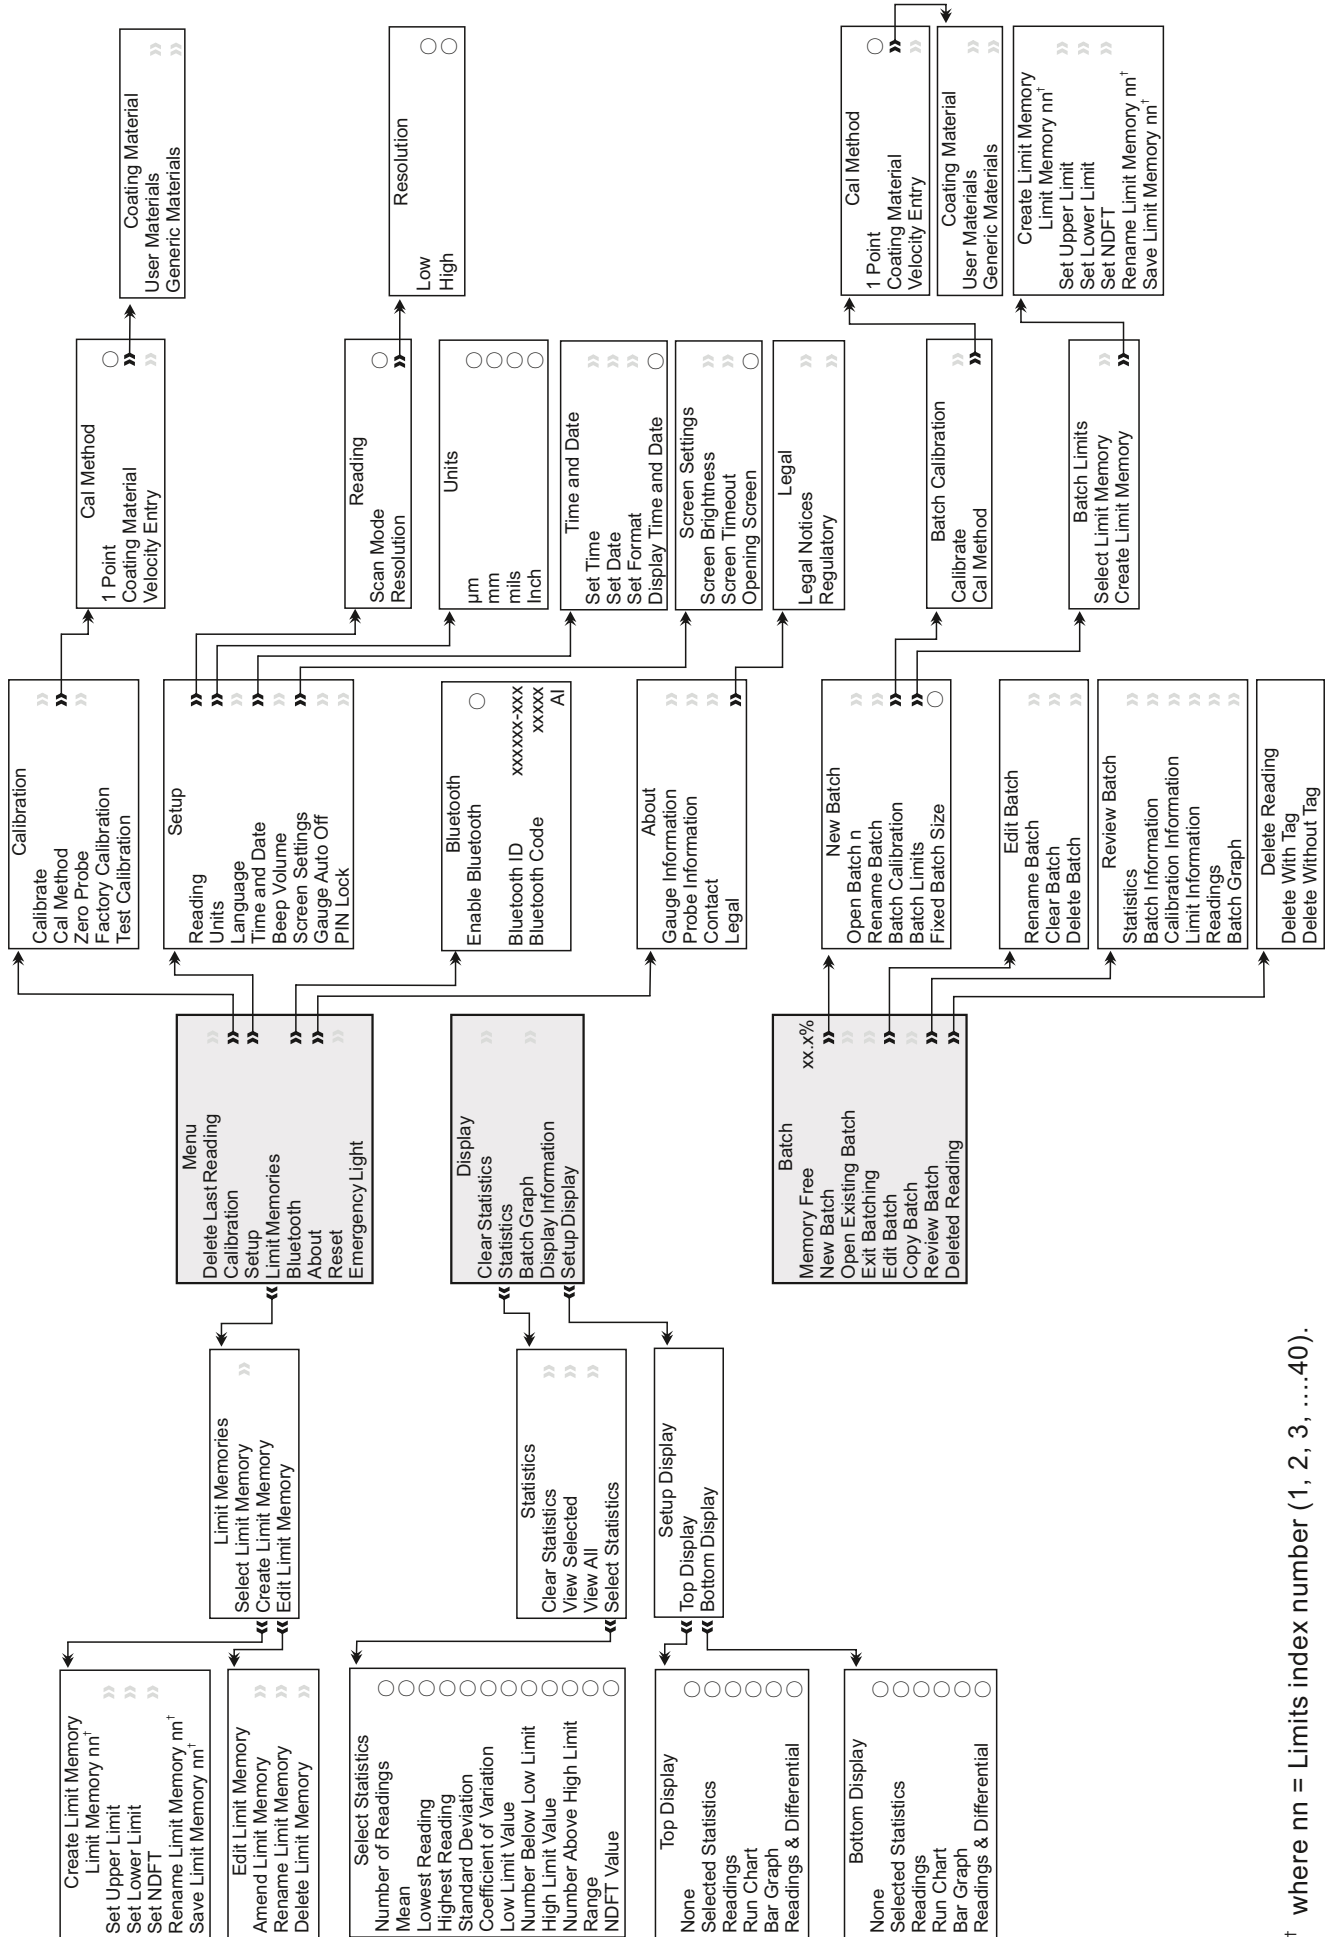 Create Limit Memory
Limit Memory nn†
Set Upper Limit
Set Lower Limit
Set NDFT
Rename Limit Memory nn†
Save Limit Memory nn†
Edit Limit Memory
Amend Limit Memory
Rename Limit Memory
Delete Limit Memory
Select Statistics
Number of Readings
Mean
Lowest Reading
Highest Reading
Standard Deviation
Coefficient of Variation
Low Limit Value
Number Below Low Limit
High Limit Value
Number Above High Limit
Range
NDFT Value
Top Display
None
Selected Statistics
Readings
Run Chart
Bar Graph
Readings & Differential
Bottom Display
None
Selected Statistics
Readings
Run Chart
Bar Graph
Readings & Differential
Limit Memories
Select Limit Memory
Create Limit Memory
Edit Limit Memory
Statistics
Clear Statistics
View Selected
View All
Select Statistics
Setup Display
Top Display
Bottom Display
Menu
Delete Last Reading
Calibration
Setup
Limit Memories
Bluetooth
About
Reset
Emergency Light
Display
Clear Statistics
Statistics
Batch Graph
Display Information
Setup Display
Batch
Memory Free xx.x%
New Batch
Open Existing Batch
Exit Batching
Edit Batch
Copy Batch
Review Batch
Deleted Reading
Calibration
Calibrate
Cal Method
Zero Probe
Factory Calibration
Test Calibration
Setup
Reading
Units
Language
Time and Date
Beep Volume
Screen Settings
Gauge Auto Off
PIN Lock
Bluetooth
Enable Bluetooth
Bluetooth ID xxxxxx-xxx
Bluetooth Code xxxxx
AI
About
Gauge Information
Probe Information
Contact
Legal
New Batch
Open Batch n
Rename Batch
Batch Calibration
Batch Limits
Fixed Batch Size
Edit Batch
Rename Batch
Clear Batch
Delete Batch
Review Batch
Statistics
Batch Information
Calibration Information
Limit Information
Readings
Batch Graph
Delete Reading
Delete With Tag
Delete Without Tag
Cal Method
1 Point
Coating Material
Velocity Entry
Reading
Scan Mode
Resolution
Units
µm
mm
mils
Inch
Time and Date
Set Time
Set Date
Set Format
Display Time and Date
Screen Settings
Screen Brightness
Screen Timeout
Opening Screen
Legal
Legal Notices
Regulatory
Batch Calibration
Calibrate
Cal Method
Batch Limits
Select Limit Memory
Create Limit Memory
Coating Material
User Materials
Generic Materials
Resolution
Low
High
Cal Method
1 Point
Coating Material
Velocity Entry
Coating Material
User Materials
Generic Materials
Create Limit Memory
Limit Memory nn†
Set Upper Limit
Set Lower Limit
Set NDFT
Rename Limit Memory nn†
Save Limit Memory nn†
† where nn = Limits index number (1, 2, 3, ....40).